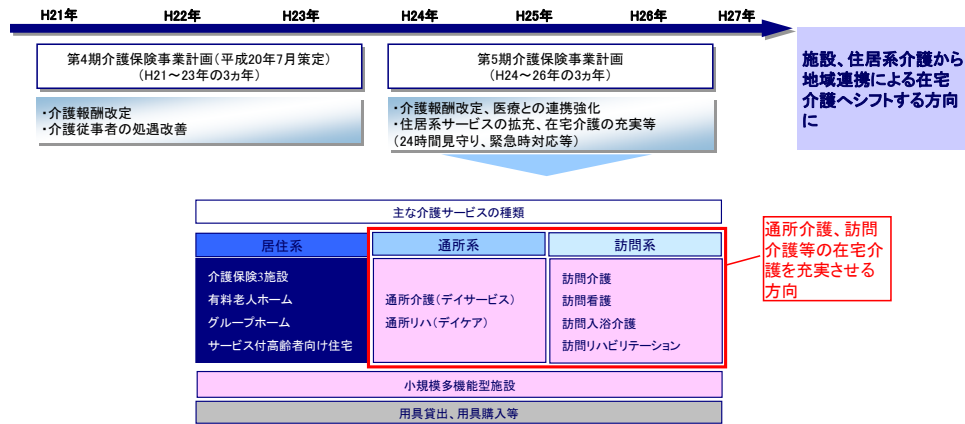 H21年 H22年 H23年 H24年 H25年 H26年 H27年
第4期介護保険事業計画(平成20年7月策定)
(H21～23年の3ヵ年)
・介護報酬改定
・介護従事者の処遇改善
第5期介護保険事業計画
(H24～26年の3ヵ年)
・介護報酬改定、医療との連携強化
・住居系サービスの拡充、在宅介護の充実等
(24時間見守り、緊急時対応等)
施設、住居系介護から
地域連携による在宅
介護へシフトする方向
に
主な介護サービスの種類
居住系
介護保険3施設
有料老人ホーム
グループホーム
サービス付高齢者向け住宅
通所系
通所介護(デイサービス)
通所リハ(デイケア)
訪問系
訪問介護
訪問看護
訪問入浴介護
訪問リハビリテーション
通所介護、訪問
介護等の在宅介
護を充実させる
方向
小規模多機能型施設
用具貸出、用具購入等